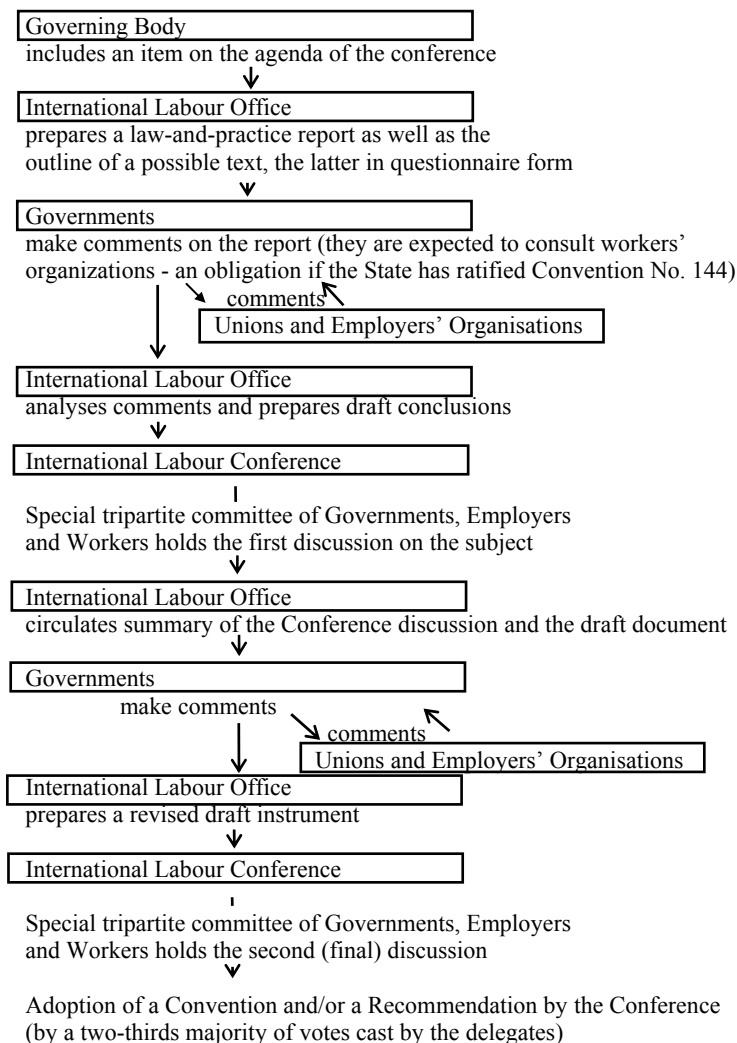 Governing Body
includes an item on the agenda of the conference
International Labour Office
prepares a law-and-practice report as well as the
outline of a possible text, the latter in questionnaire form
Governments
make comments on the report (they are expected to consult workers’
organizations - an obligation if the State has ratified Convention No. 144)
comments
Unions and Employers’ Organisations
International Labour Office
analyses comments and prepares draft conclusions
International Labour Conference
Special tripartite committee of Governments, Employers
and Workers holds the first discussion on the subject
International Labour Office
circulates summary of the Conference discussion and the draft document
Governments
make comments
comments
Unions and Employers’ Organisations
International Labour Office
prepares a revised draft instrument
International Labour Conference
Special tripartite committee of Governments, Employers
and Workers holds the second (final) discussion
Adoption of a Convention and/or a Recommendation by the Conference
(by a two-thirds majority of votes cast by the delegates)